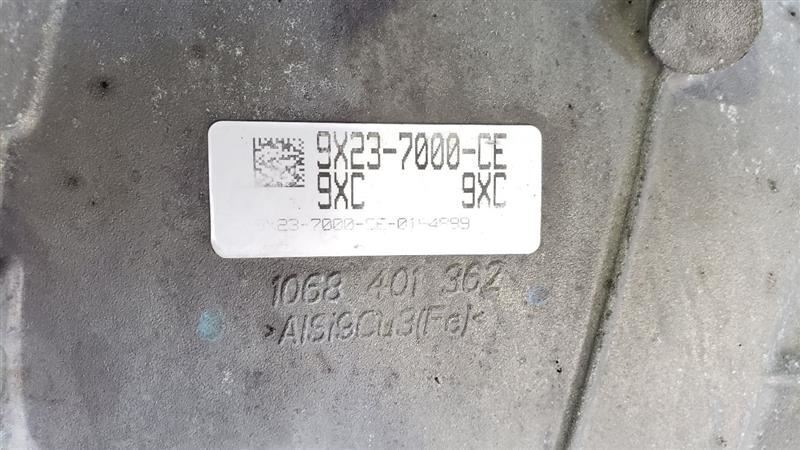 9X23-7000-CE
9XC 9XC
1068 401 362
>AlSi9Cu3(Fe)<